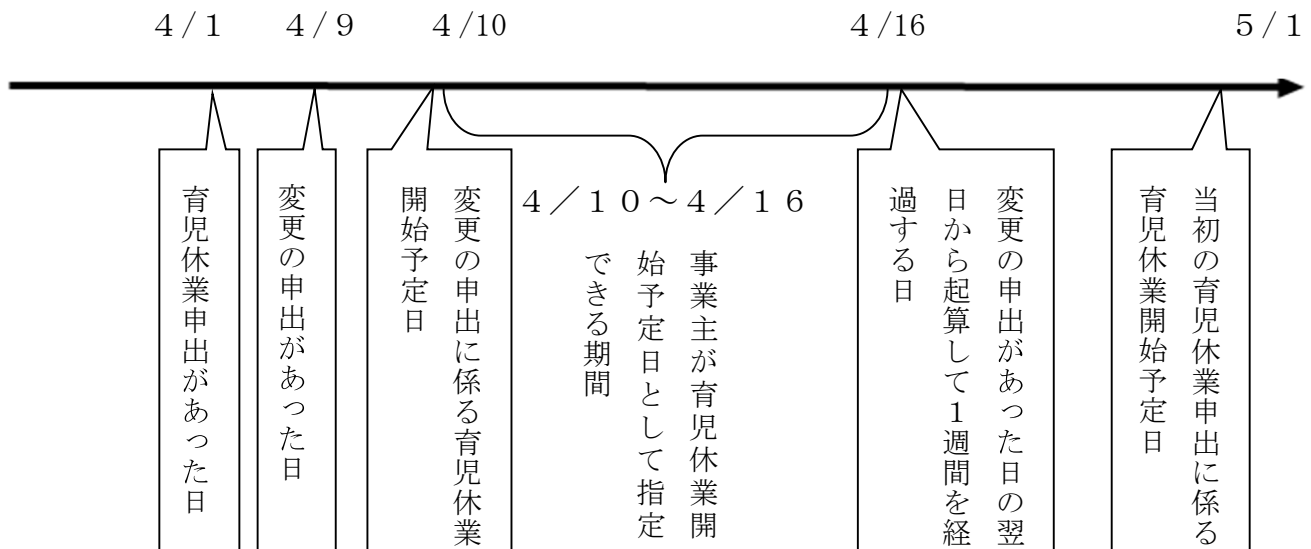 4/1
4/9
4/10
4/16
5/1
育児休業申出があった日
変更の申出があった日
変更の申出に係る育児休業
開始予定日
4/10~4/16
事業主が育児休業開
始予定日として指定
できる期間
変更の申出があった日の翌
日から起算して1週間を経
過する日
当初の育児休業申出に係る
育児休業開始予定日